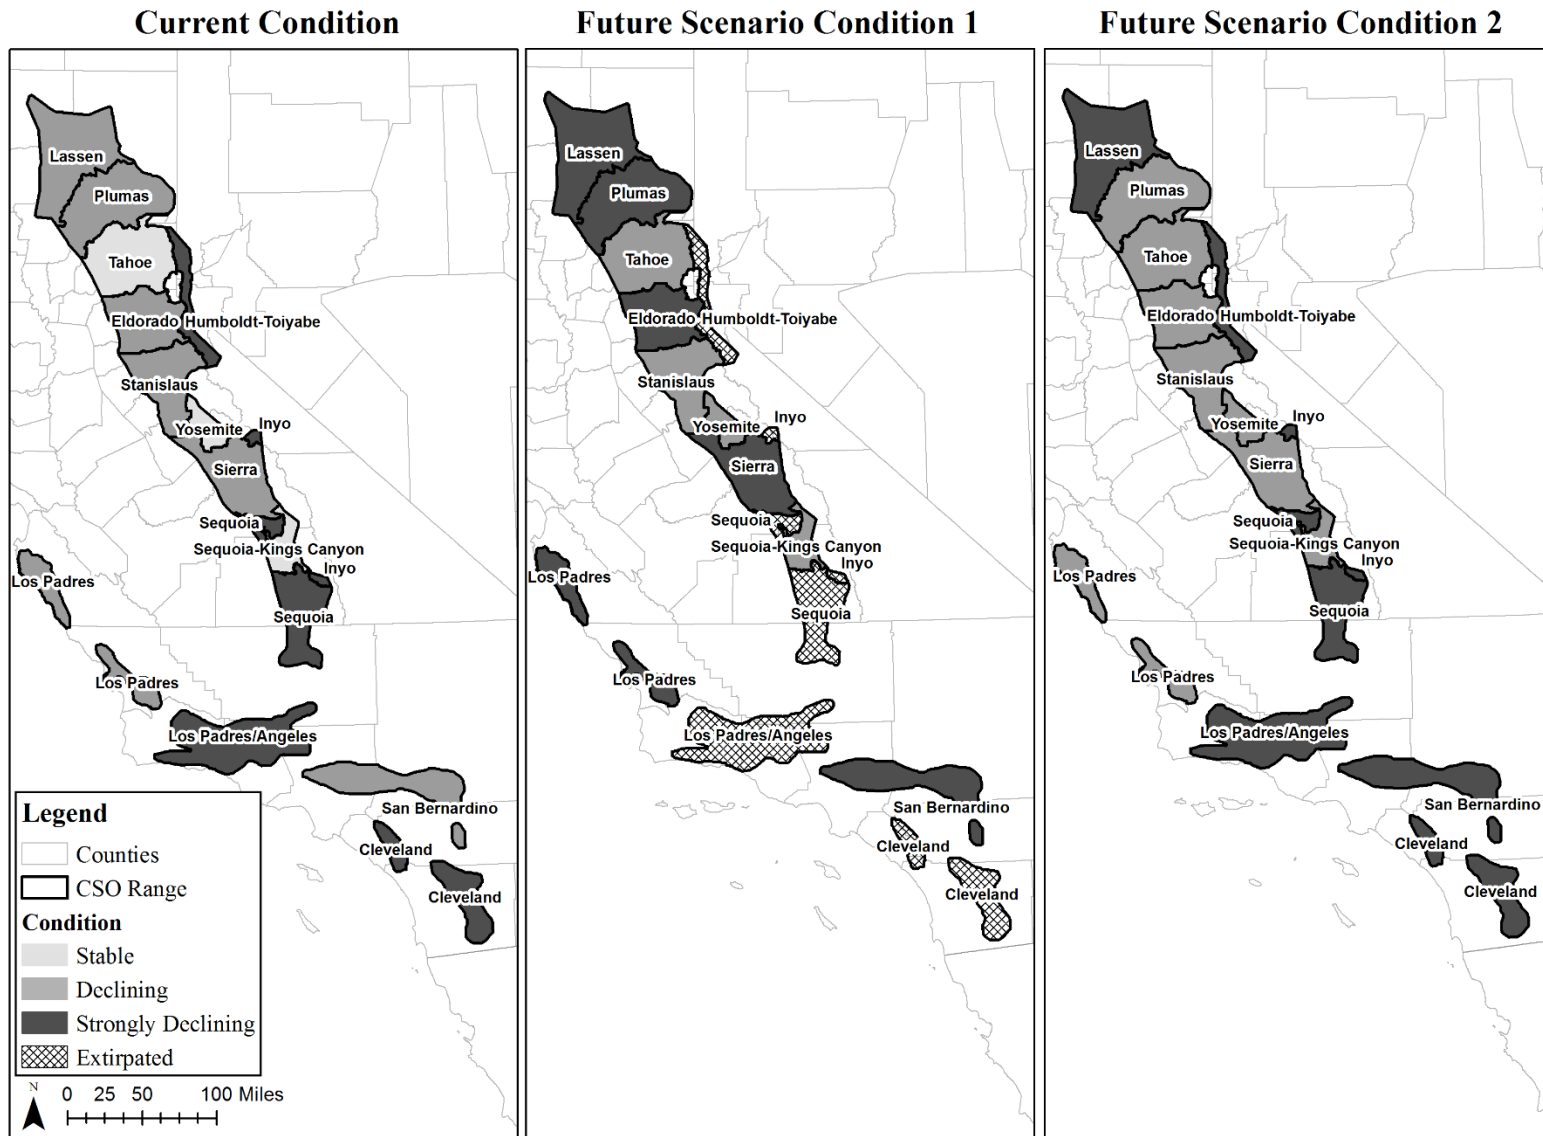 Current Condition
Lassen
Plumas
Tahoe
Eldorado
Humboldt-Toiyabe
Stanislaus
Yosemite
Inyo
Sierra
Sequoia
Sequoia-Kings Canyon
Inyo
Sequoia
Los Padres
Los Padres
Los Padres/Angeles
San Bernardino
Cleveland
Cleveland
Legend
Counties
CSO Range
Condition
Stable
Declining
Strongly Declining
Extirpated
N
0 25 50 100 Miles
Future Scenario Condition 1
Lassen
Plumas
Tahoe
Eldorado
Humboldt-Toiyabe
Stanislaus
Yosemite
Inyo
Sierra
Sequoia
Sequoia-Kings Canyon
Inyo
Sequoia
Los Padres
Los Padres
Los Padres/Angeles
San Bernardino
Cleveland
Cleveland
Future Scenario Condition 2
Lassen
Plumas
Tahoe
Eldorado
Humboldt-Toiyabe
Stanislaus
Yosemite
Inyo
Sierra
Sequoia
Sequoia-Kings Canyon
Inyo
Sequoia
Los Padres
Los Padres
Los Padres/Angeles
San Bernardino
Cleveland
Cleveland